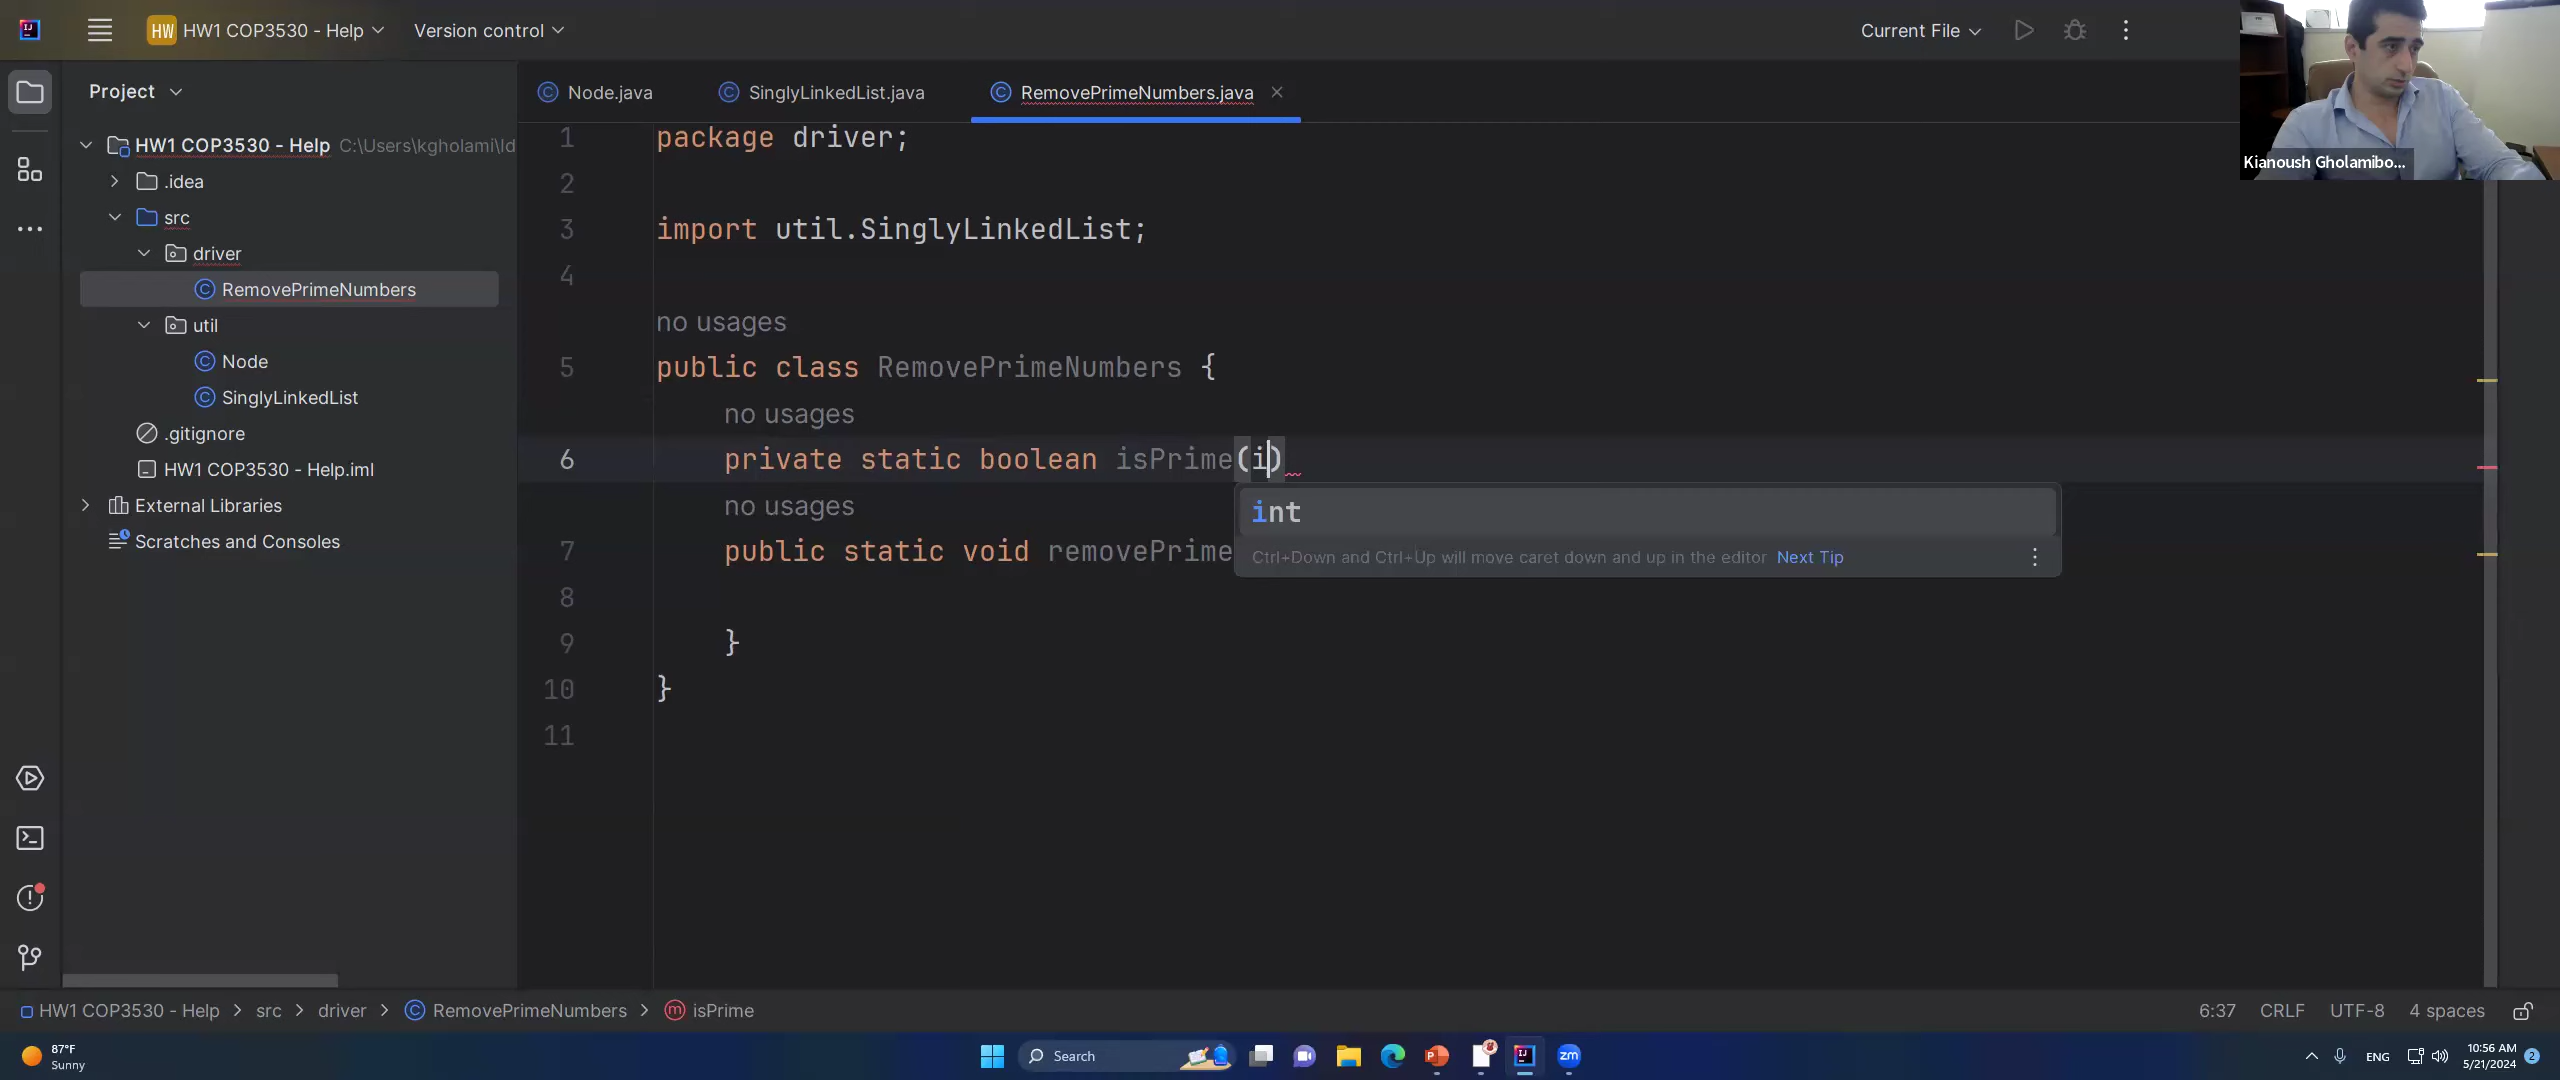 HW HW1 COP3530 - Help
Version control
Current File
Kianoush Gholamibo...
Project
Node.java
SinglyLinkedList.java
RemovePrimeNumbers.java
HW1 COP3530 - Help C:\Users\kgholami\Id
.idea
src
driver
RemovePrimeNumbers
util
Node
SinglyLinkedList
.gitignore
HW1 COP3530 - Help.iml
External Libraries
Scratches and Consoles
1 package driver;
2
3 import util.SinglyLinkedList;
4
no usages
5 public class RemovePrimeNumbers {
no usages
6 private static boolean isPrime(i)
int
Ctrl+Down and Ctrl+Up will move caret down and up in the editor Next Tip
no usages
7 public static void removePrime
8
9 }
10 }
11
HW1 COP3530 - Help > src > driver > RemovePrimeNumbers > isPrime
6:37 CRLF UTF-8 4 spaces
87°F
Sunny
Search
zm
ENG
10:56 AM
5/21/2024
2